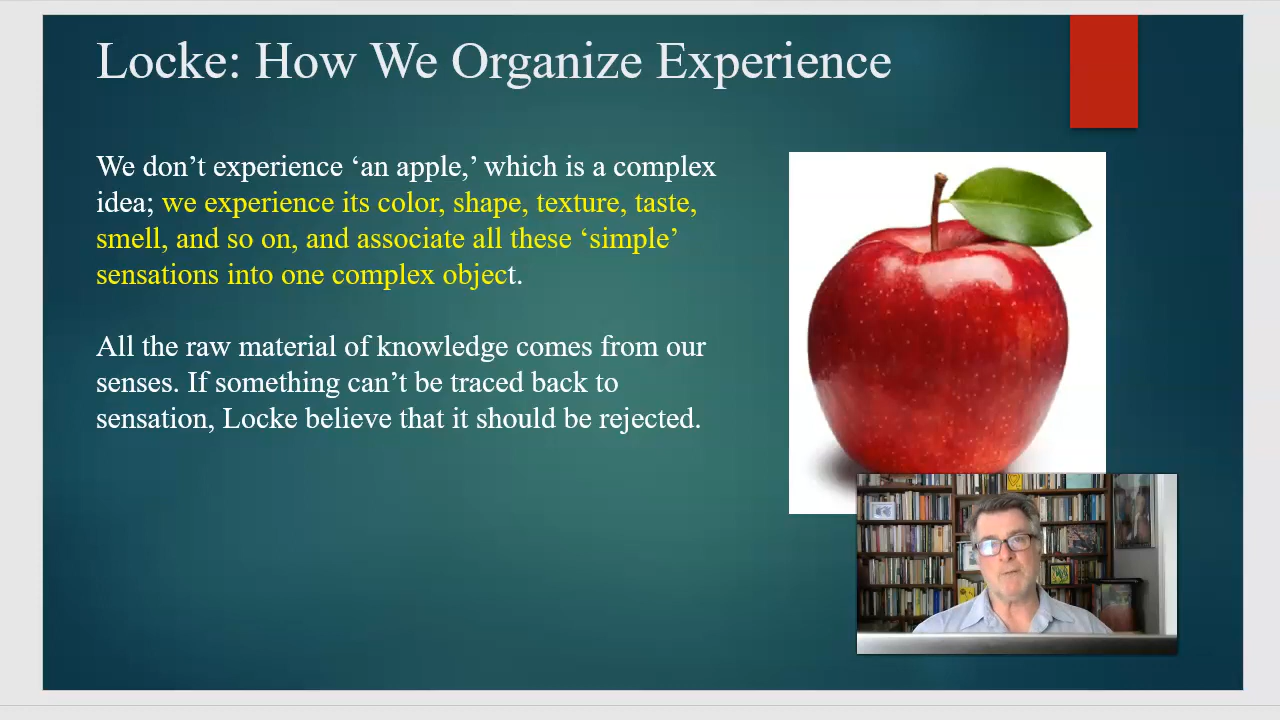 Locke: How We Organize Experience
We don’t experience ‘an apple,’ which is a complex
idea; we experience its color, shape, texture, taste,
smell, and so on, and associate all these ‘simple’
sensations into one complex object.
All the raw material of knowledge comes from our
senses. If something can’t be traced back to
sensation, Locke believe that it should be rejected.